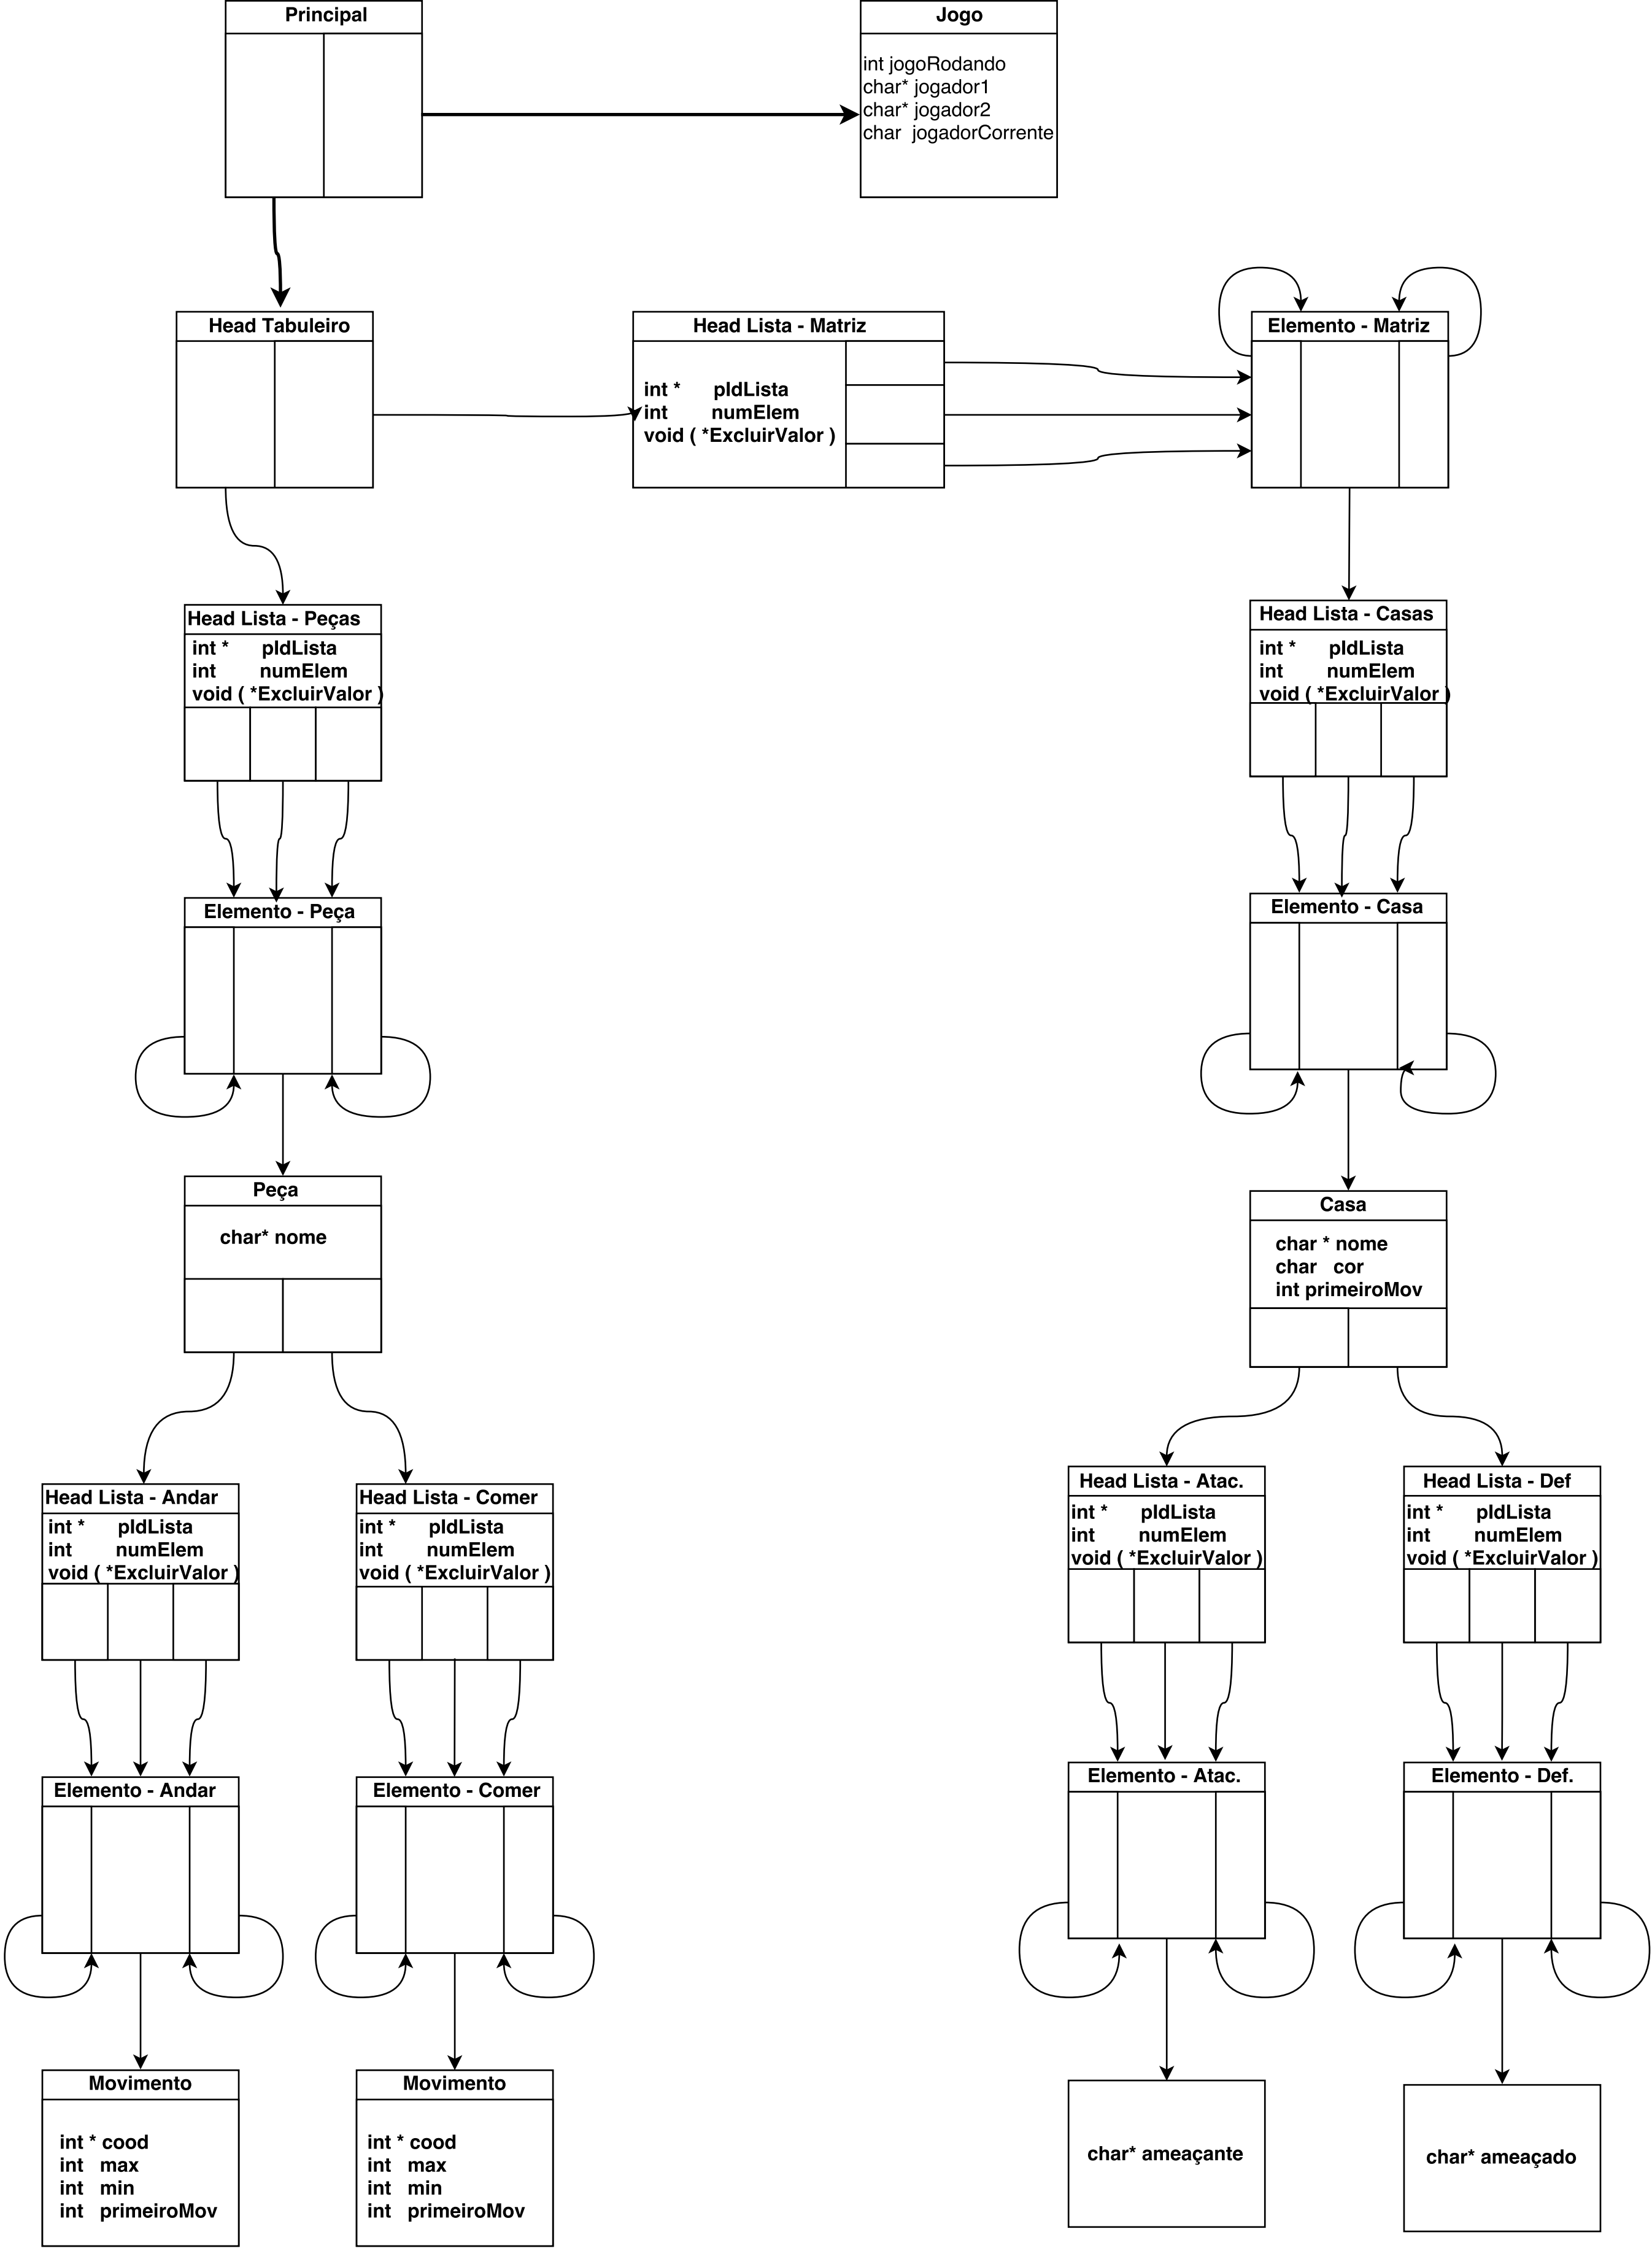 Principal
Jogo
int jogoRodando
char* jogador1
char* jogador2
char jogadorCorrente
Head Tabuleiro
Head Lista - Matriz
int * pIdLista
int numElem
void ( *ExcluirValor )
Elemento - Matriz
Head Lista - Peças
int * pIdLista
int numElem
void ( *ExcluirValor )
Head Lista - Casas
int * pIdLista
int numElem
void ( *ExcluirValor )
Elemento - Peça
Elemento - Casa
Peça
char* nome
Casa
char * nome
char cor
int primeiroMov
Head Lista - Andar
int * pIdLista
int numElem
void ( *ExcluirValor )
Head Lista - Comer
int * pIdLista
int numElem
void ( *ExcluirValor )
Head Lista - Atac.
int * pIdLista
int numElem
void ( *ExcluirValor )
Head Lista - Def
int * pIdLista
int numElem
void ( *ExcluirValor )
Elemento - Andar
Elemento - Comer
Elemento - Atac.
Elemento - Def.
Movimento
int * cood
int max
int min
int primeiroMov
Movimento
int * cood
int max
int min
int primeiroMov
char* ameaçante
char* ameaçado